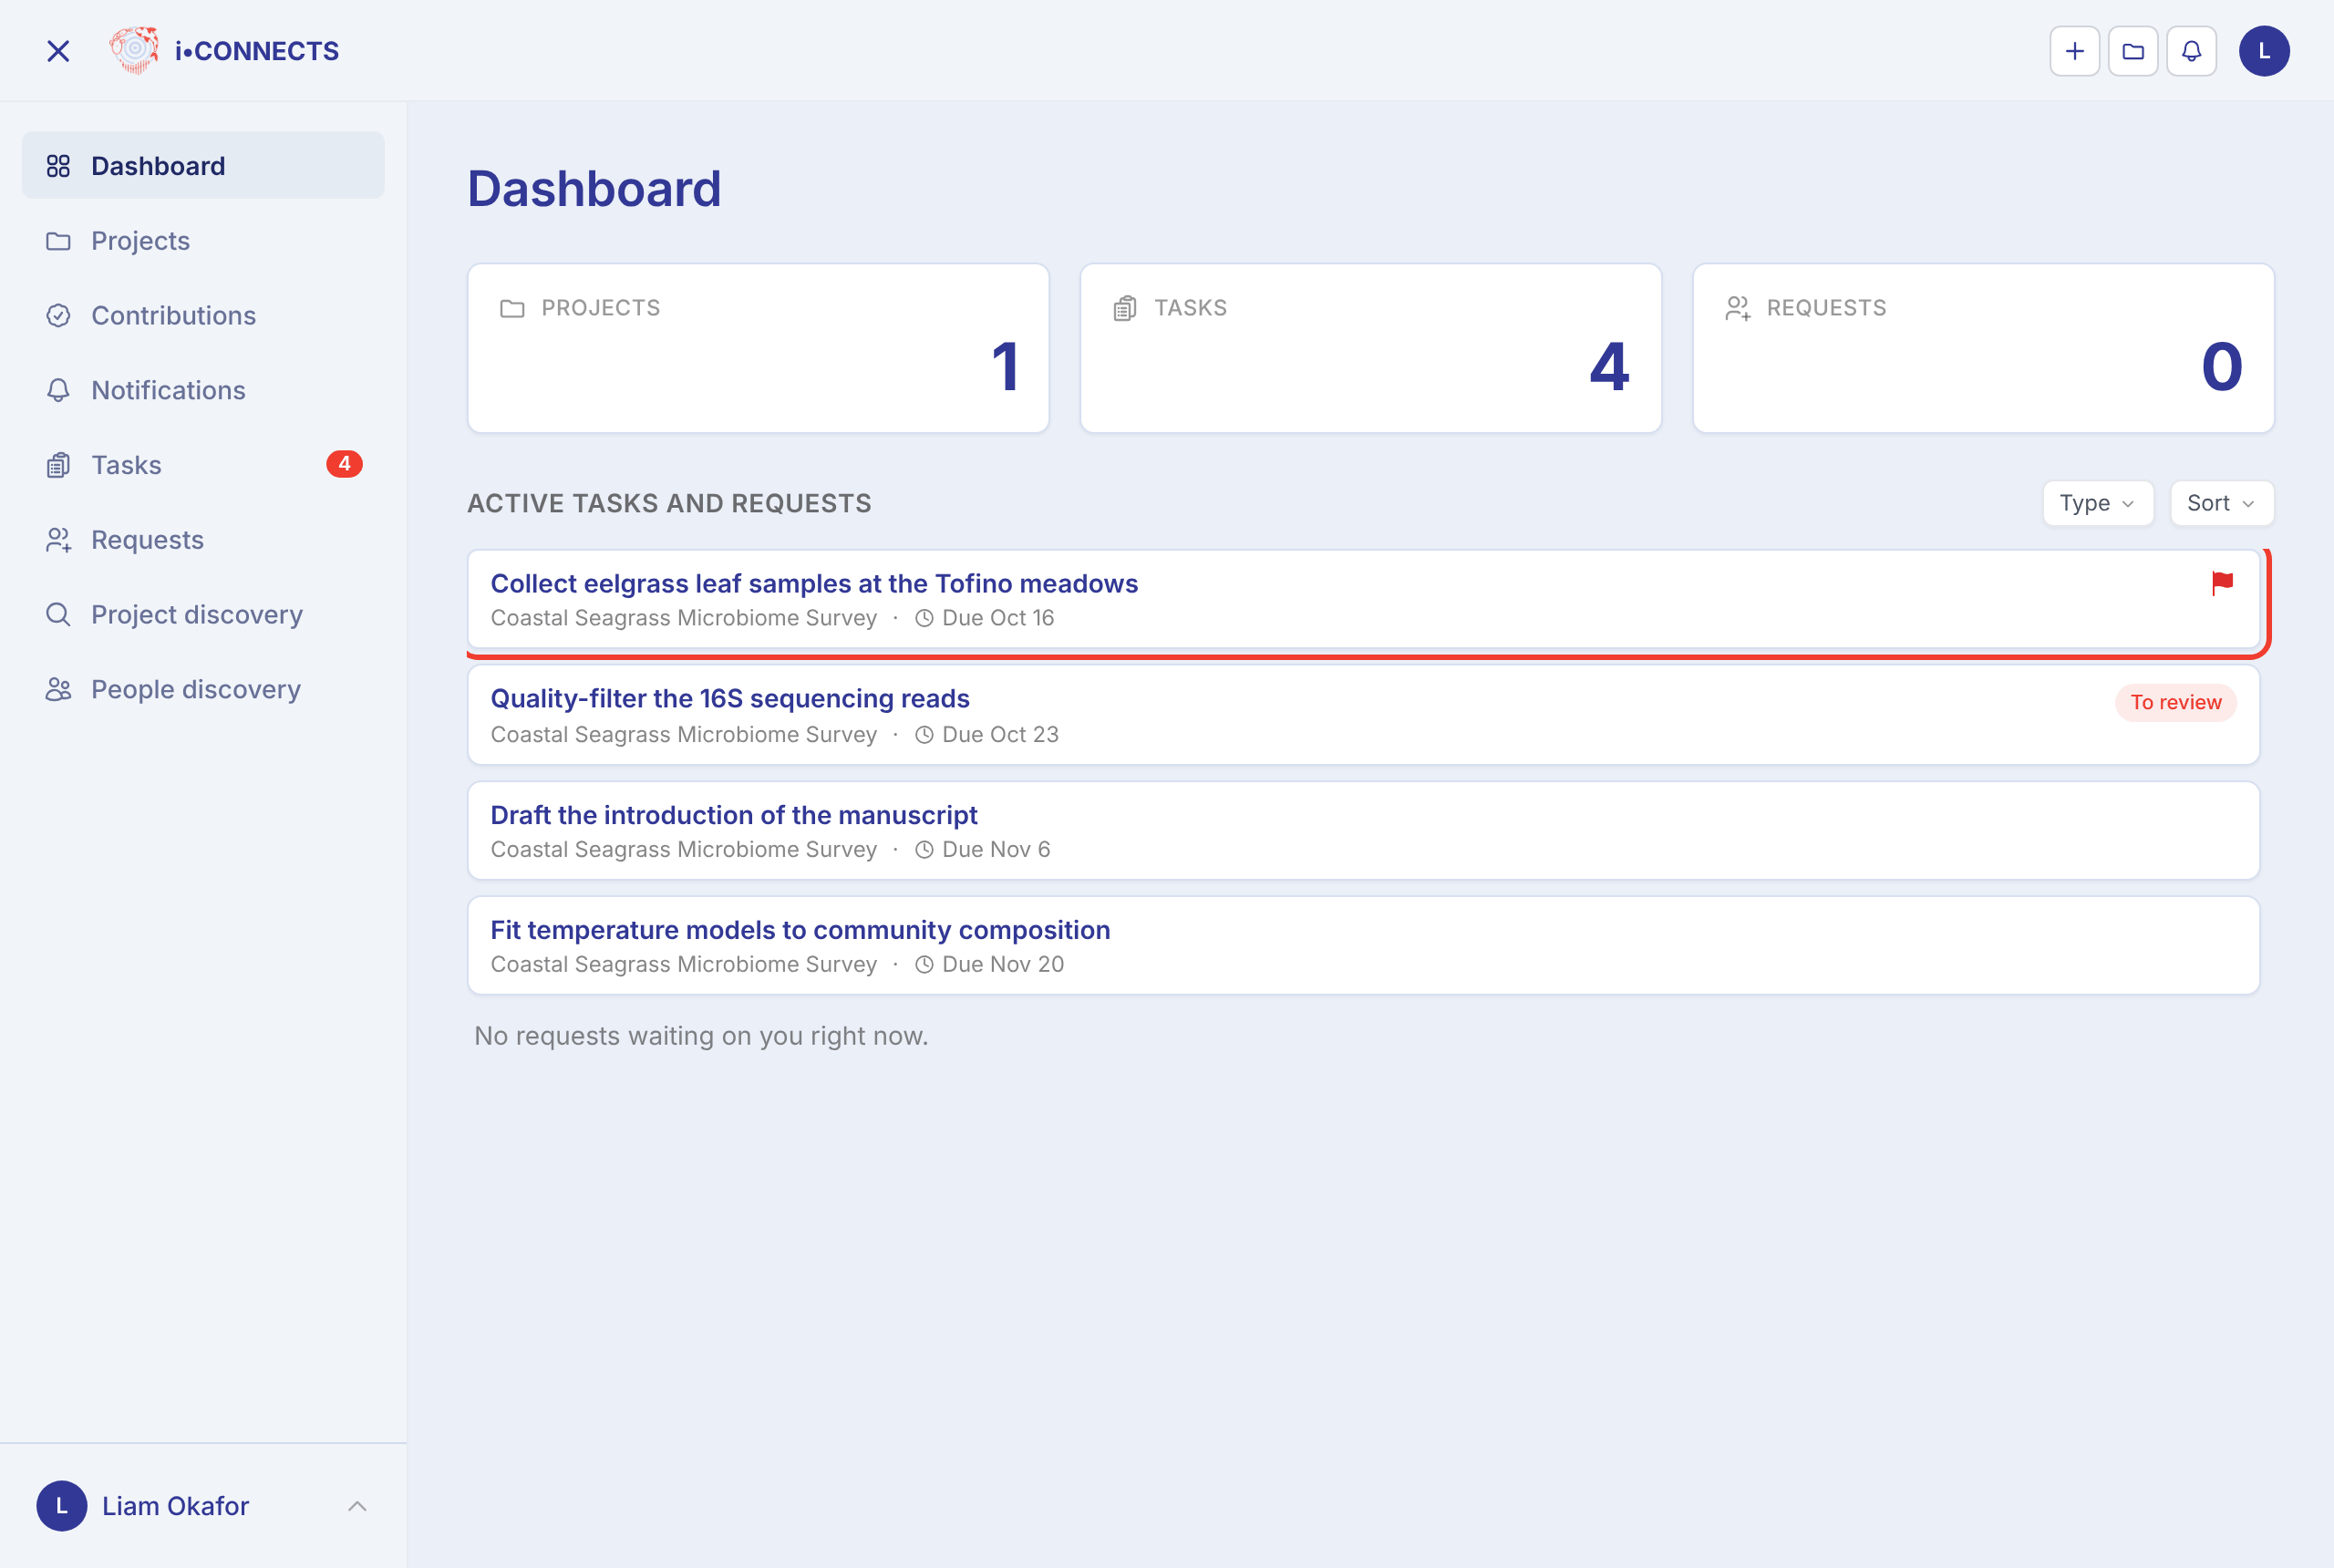 i•CONNECTS
L
Dashboard
Projects
Contributions
Notifications
Tasks 4
Requests
Project discovery
People discovery
Liam Okafor
L
Dashboard
PROJECTS
1
TASKS
4
REQUESTS
0
ACTIVE TASKS AND REQUESTS
Type
Sort
Collect eelgrass leaf samples at the Tofino meadows
Coastal Seagrass Microbiome Survey · Due Oct 16
Quality-filter the 16S sequencing reads
To review
Coastal Seagrass Microbiome Survey · Due Oct 23
Draft the introduction of the manuscript
Coastal Seagrass Microbiome Survey · Due Nov 6
Fit temperature models to community composition
Coastal Seagrass Microbiome Survey · Due Nov 20
No requests waiting on you right now.